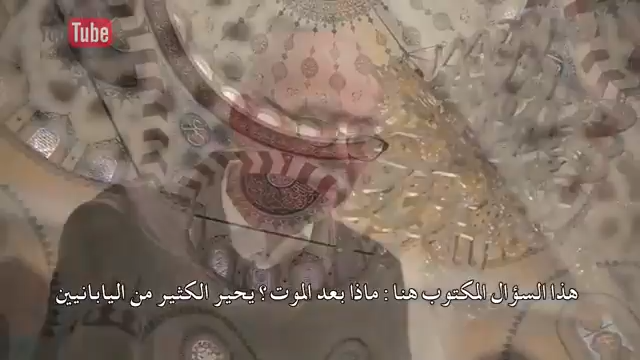 Tube
هذا السؤال المكتوب هنا : ماذا بعد الموت ؟ يحير الكثير من اليابانيين